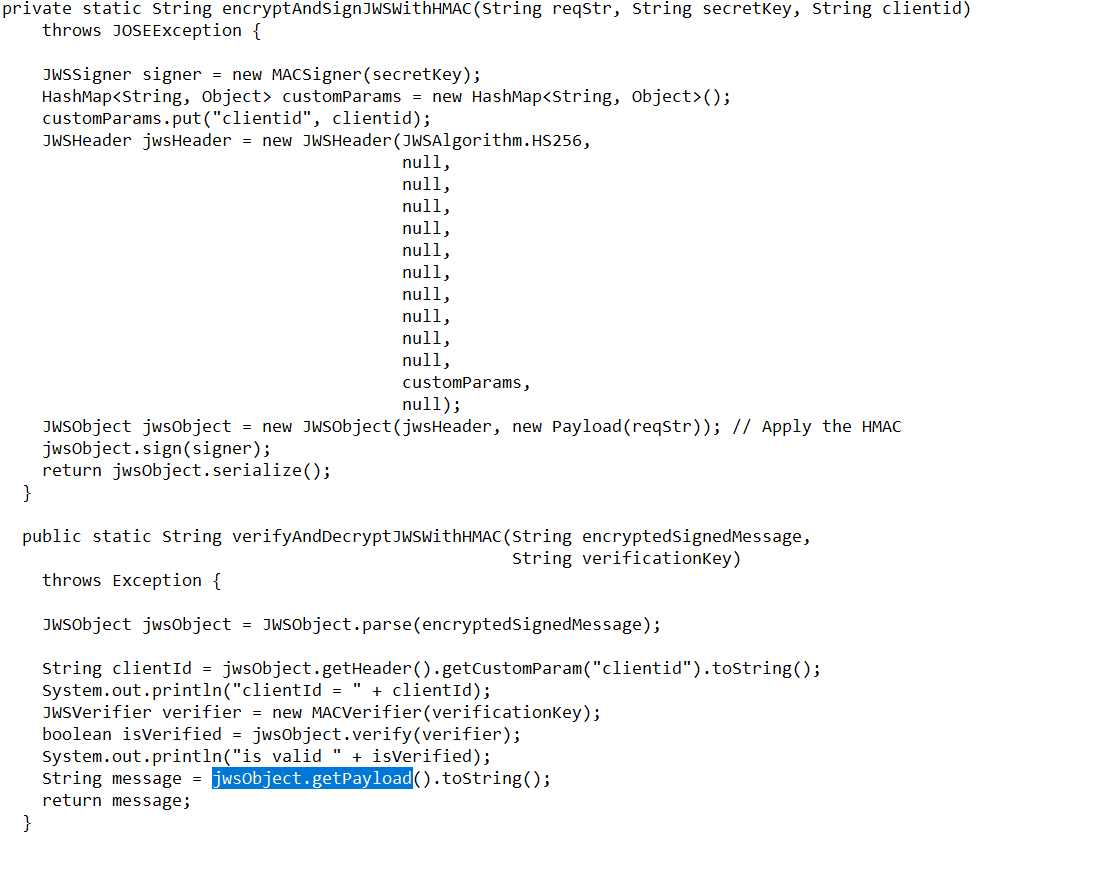 private static String encryptAndSignJWSWithHMAC(String reqStr, String secretKey, String clientid)
    throws JOSEException {

    JWSSigner signer = new MACSigner(secretKey);
    HashMap<String, Object> customParams = new HashMap<String, Object>();
    customParams.put("clientid", clientid);
    JWSHeader jwsHeader = new JWSHeader(JWSAlgorithm.HS256,
                                        null,
                                        null,
                                        null,
                                        null,
                                        null,
                                        null,
                                        null,
                                        null,
                                        null,
                                        null,
                                        customParams,
                                        null);
    JWSObject jwsObject = new JWSObject(jwsHeader, new Payload(reqStr)); // Apply the HMAC
    jwsObject.sign(signer);
    return jwsObject.serialize();
  }

  public static String verifyAndDecryptJWSWithHMAC(String encryptedSignedMessage,
                                                   String verificationKey)
    throws Exception {

    JWSObject jwsObject = JWSObject.parse(encryptedSignedMessage);

    String clientId = jwsObject.getHeader().getCustomParam("clientid").toString();
    System.out.println("clientId = " + clientId);
    JWSVerifier verifier = new MACVerifier(verificationKey);
    boolean isVerified = jwsObject.verify(verifier);
    System.out.println("is valid " + isVerified);
    String message = jwsObject.getPayload().toString();
    return message;
  }